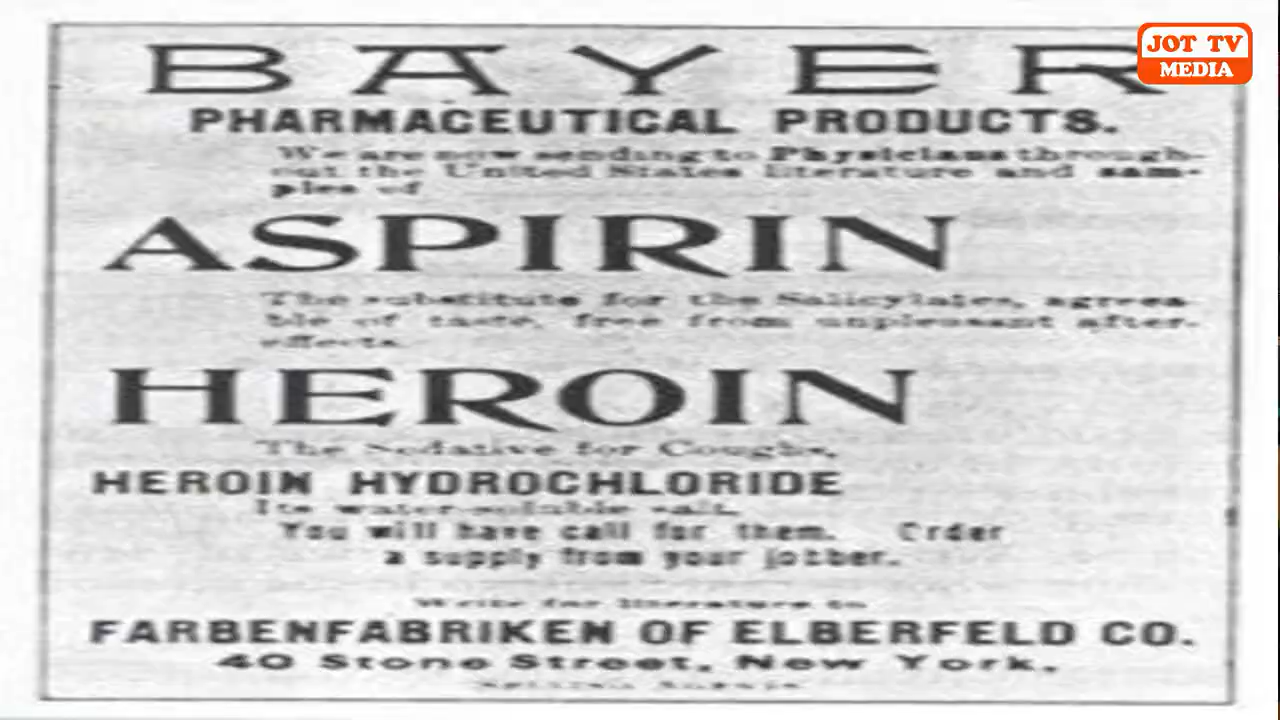 BAYER
JOT TV
MEDIA
PHARMACEUTICAL PRODUCTS.
We are now sending to Physicians through-
out the United States literature and sam-
ples of
ASPIRIN
The substitute for the Salicylates, agreea-
ble of taste, free from unpleasant after-
effects.
HEROIN
The Sedative for Coughs,
HEROIN HYDROCHLORIDE
Its water-soluble salt.
You will have call for them. Order
a supply from your jobber.
Write for literature to
FARBENFABRIKEN OF ELBERFELD CO.
40 Stone Street, New York,